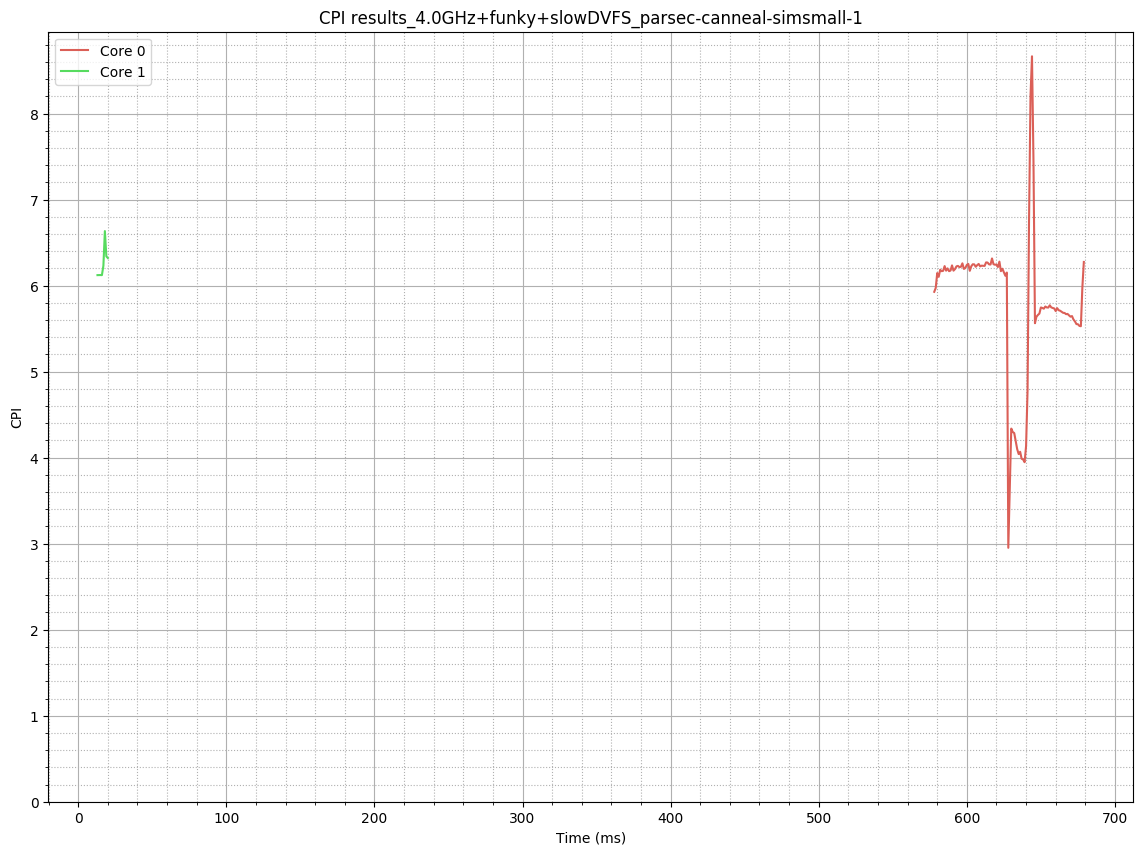 CPI results_4.0GHz+funky+slowDVFS_parsec-canneal-simsmall-1
Core 0
Core 1
8
7
6
5
4
3
2
1
0
CPI
0 100 200 300 400 500 600 700
Time (ms)